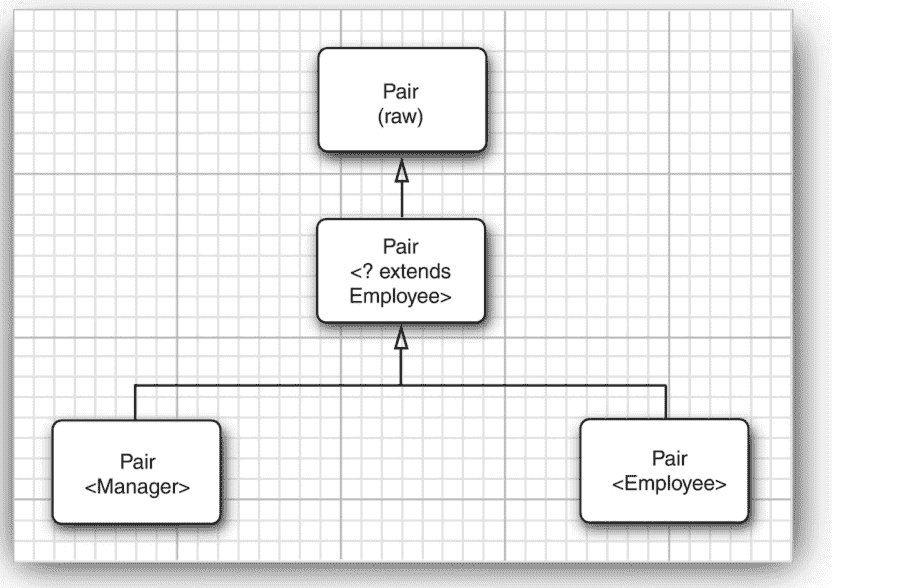 Pair
(raw)
Pair
<? extends
Employee>
Pair
<Manager>
Pair
<Employee>